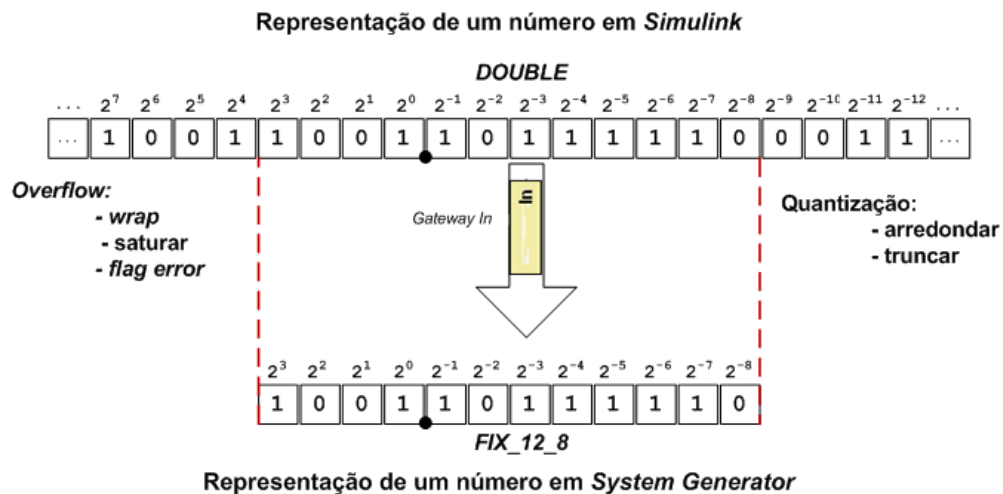 Representação de um número em Simulink
DOUBLE
... 2^7 2^6 2^5 2^4 2^3 2^2 2^1 2^0 2^-1 2^-2 2^-3 2^-4 2^-5 2^-6 2^-7 2^-8 2^-9 2^-10 2^-11 2^-12 ...
... 1 0 0 1 1 0 0 1 1 0 1 1 1 1 1 0 0 0 1 1 ...
Overflow:
- wrap
- saturar
- flag error
Gateway In
In
Quantização:
- arredondar
- truncar
2^3 2^2 2^1 2^0 2^-1 2^-2 2^-3 2^-4 2^-5 2^-6 2^-7 2^-8
1 0 0 1 1 0 1 1 1 1 1 0
FIX_12_8
Representação de um número em System Generator